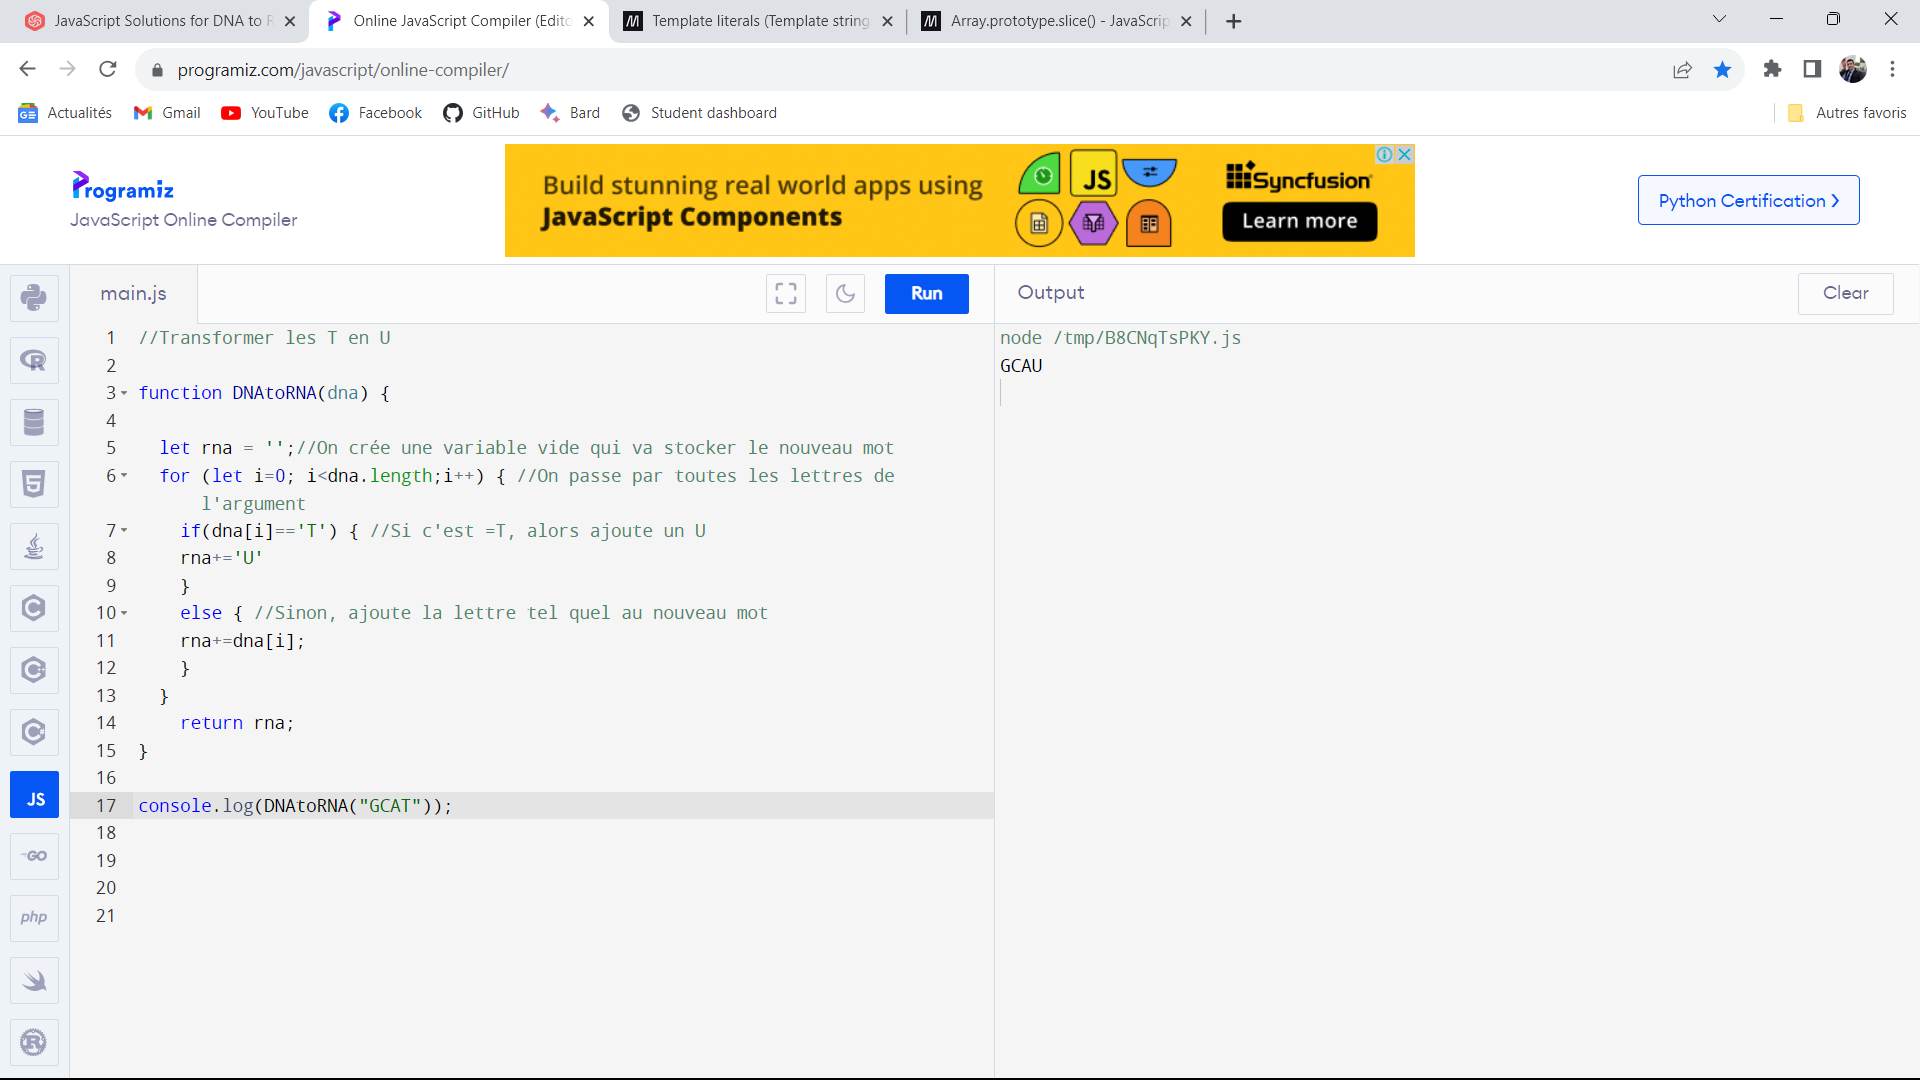 JavaScript Solutions for DNA to R
Online JavaScript Compiler (Edito
Template literals (Template string
Array.prototype.slice() - JavaScrip
programiz.com/javascript/online-compiler/
Actualités
Gmail
YouTube
Facebook
GitHub
Bard
Student dashboard
Autres favoris
Programiz
JavaScript Online Compiler
Build stunning real world apps using
JavaScript Components
JS
Syncfusion
Learn more
Python Certification
main.js
Run
Output
Clear
1 //Transformer les T en U
2
3 function DNAtoRNA(dna) {
4
5 let rna = '';//On crée une variable vide qui va stocker le nouveau mot
6 for (let i=0; i<dna.length;i++) { //On passe par toutes les lettres de
l'argument
7 if(dna[i]=='T') { //Si c'est =T, alors ajoute un U
8 rna+='U'
9 }
10 else { //Sinon, ajoute la lettre tel quel au nouveau mot
11 rna+=dna[i];
12 }
13 }
14 return rna;
15 }
16
17 console.log(DNAtoRNA("GCAT"));
18
19
20
21
node /tmp/B8CNqTsPKY.js
GCAU
R
5
C
C
C
JS
GO
php
R